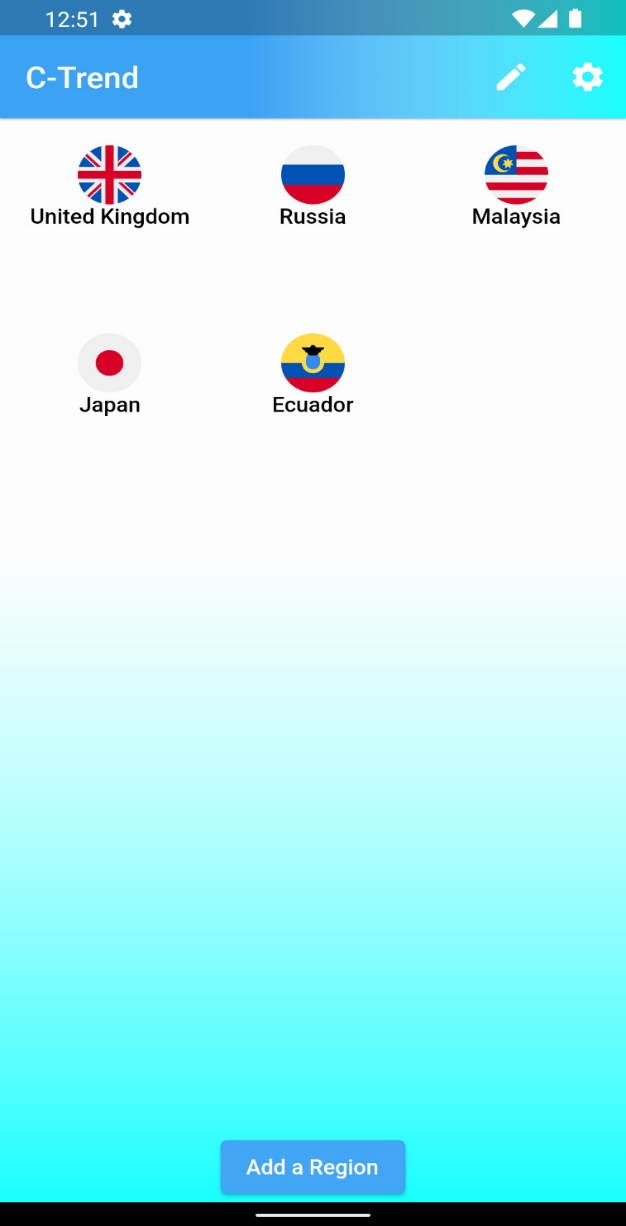 12:51
C-Trend
United Kingdom
Russia
Malaysia
Japan
Ecuador
Add a Region